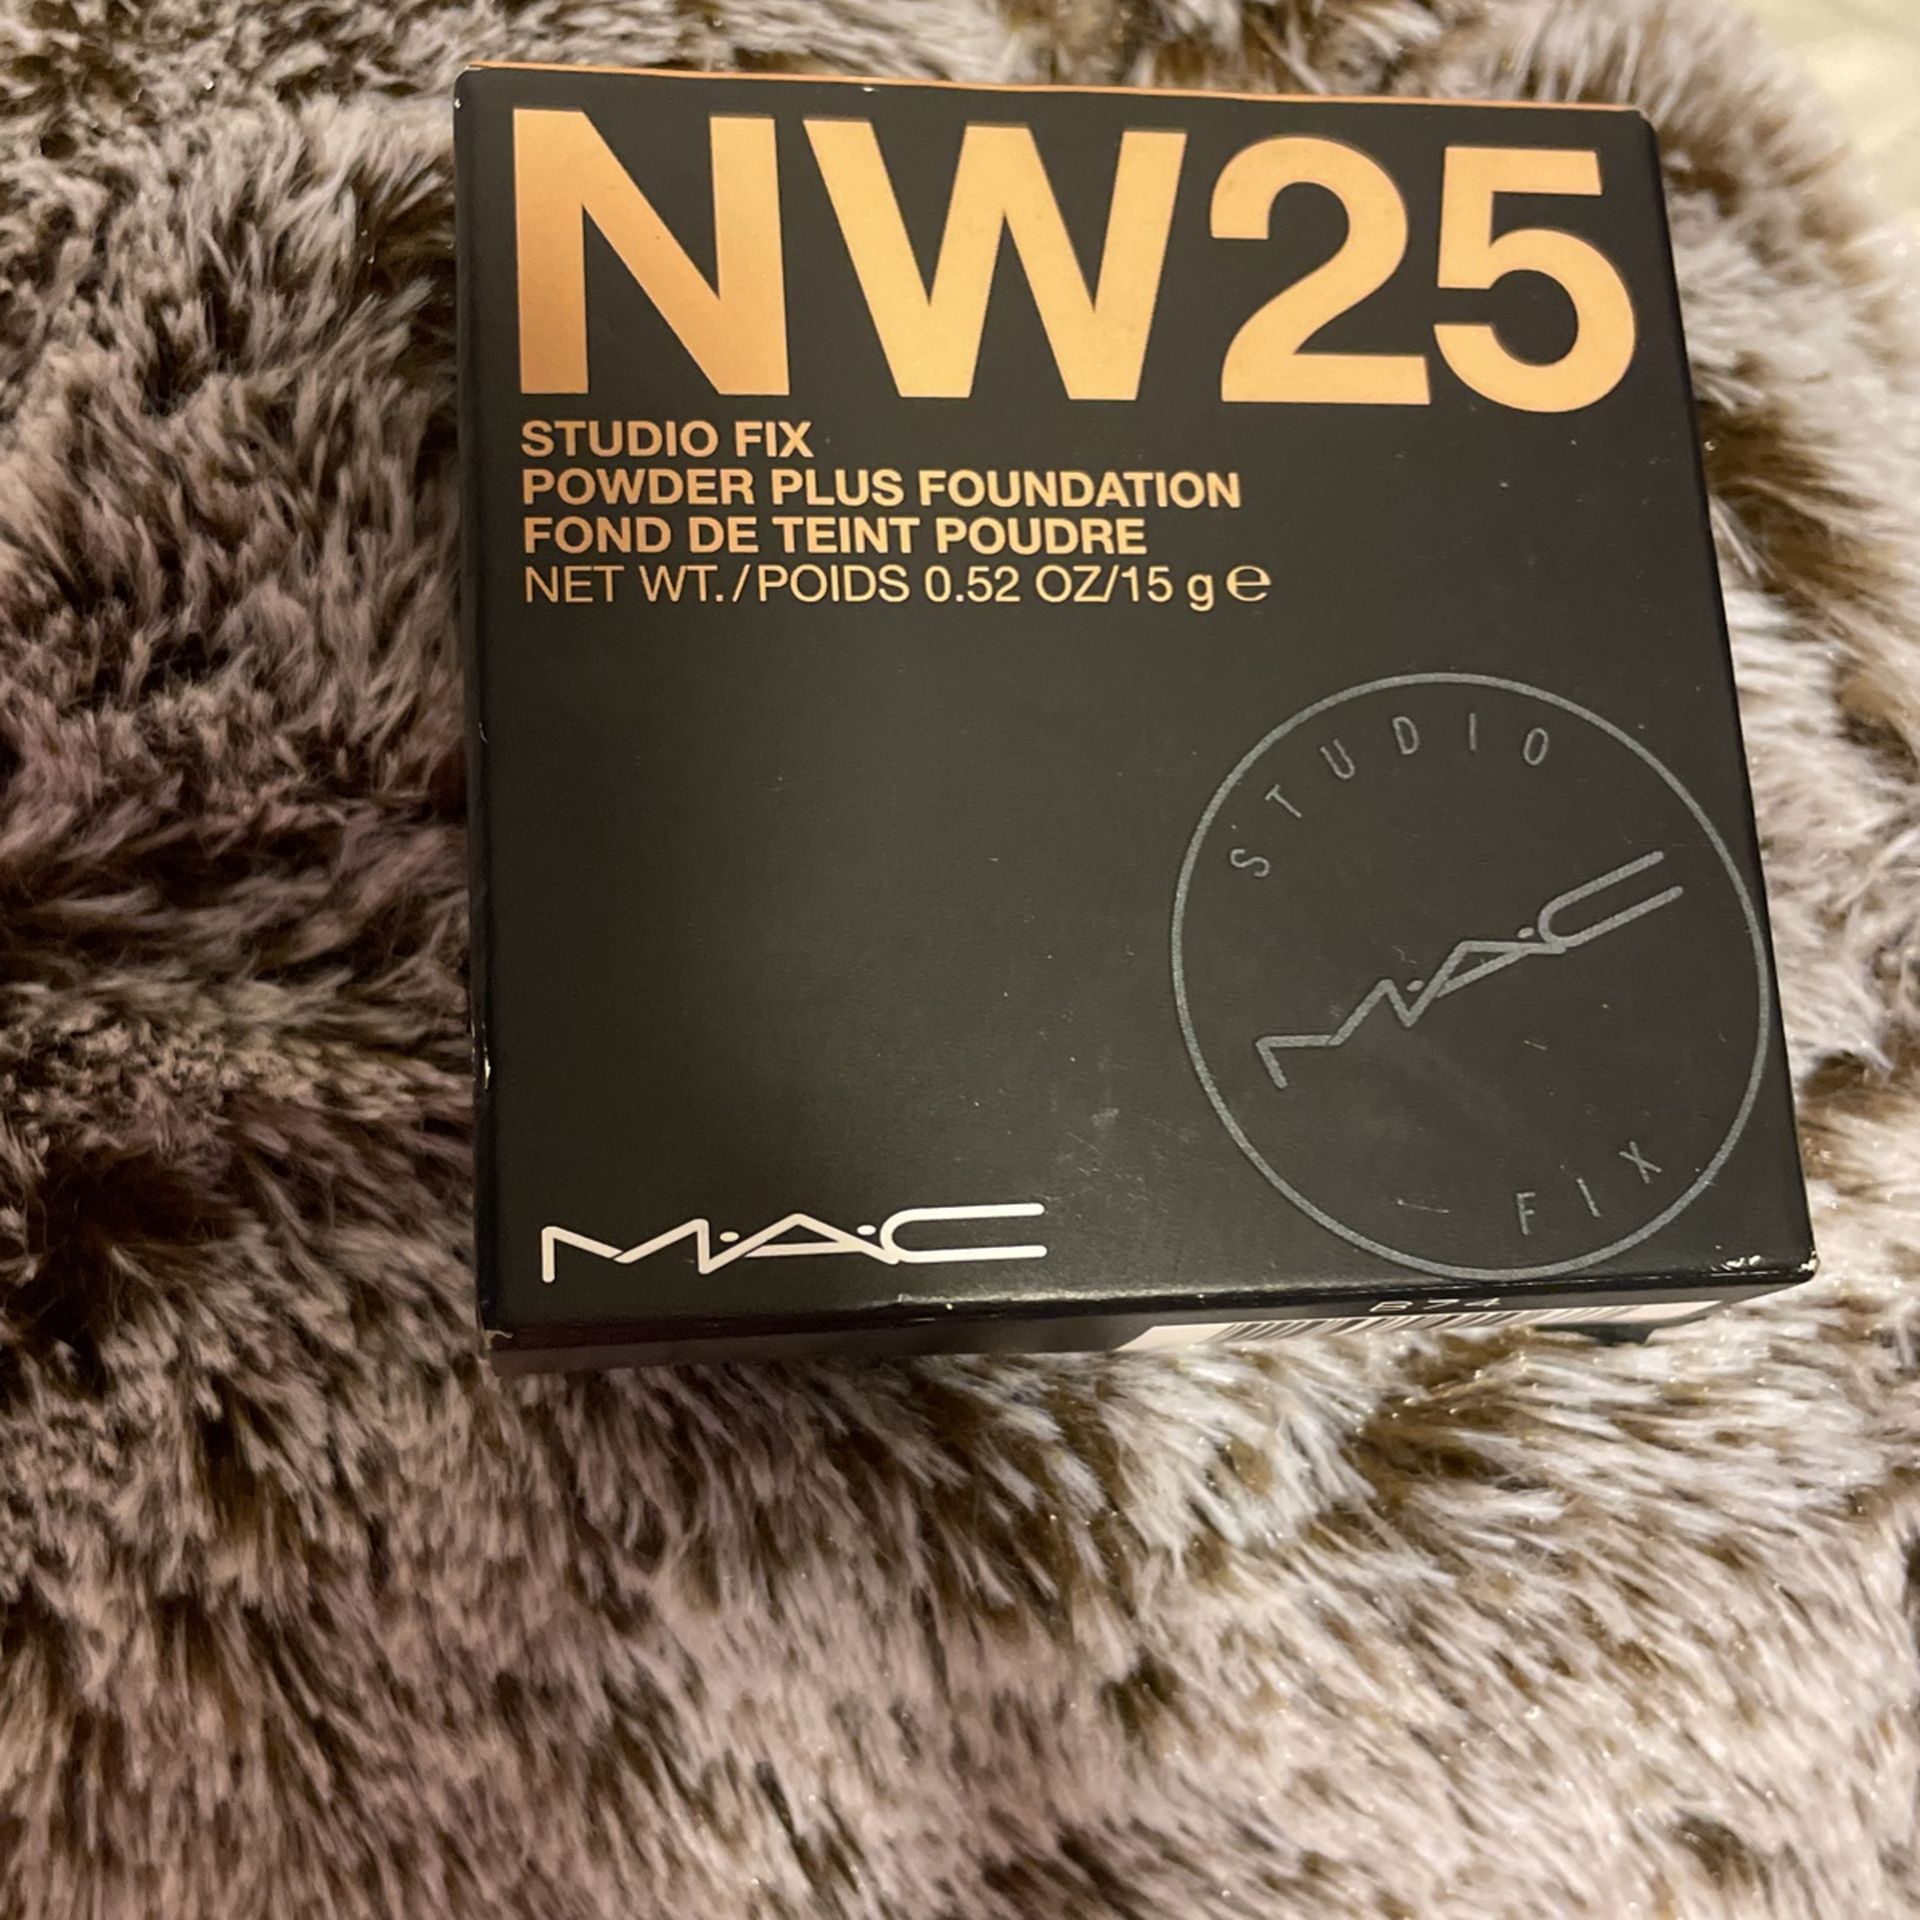 NW25
STUDIO FIX
POWDER PLUS FOUNDATION
FOND DE TEINT POUDRE
NET WT./POIDS 0.52 OZ/15 g ℮
STUDIO
M·A·C
FIX
M·A·C